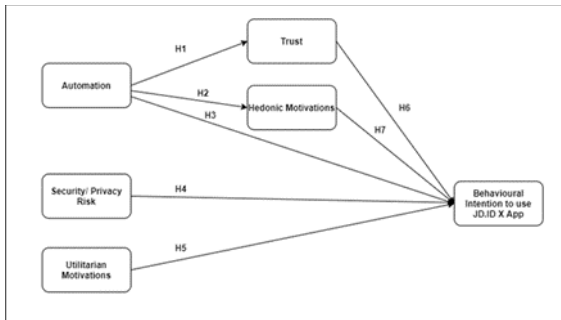 Trust
H1
Automation
H2
Hedonic Motivations
H3
H6
H7
Security/ Privacy
Risk
H4
Behavioural
Intention to use
JD.ID X App
Utilitarian
Motivations
H5